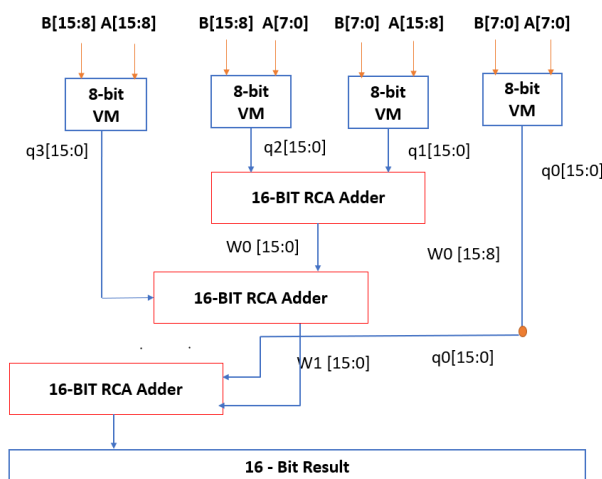 B[15:8] A[15:8] B[15:8] A[7:0] B[7:0] A[15:8] B[7:0] A[7:0]
8-bit
VM
8-bit
VM
8-bit
VM
8-bit
VM
q3[15:0]
q2[15:0]
q1[15:0]
q0[15:0]
16-BIT RCA Adder
W0 [15:0]
W0 [15:8]
16-BIT RCA Adder
W1 [15:0]
q0[15:0]
16-BIT RCA Adder
16 - Bit Result